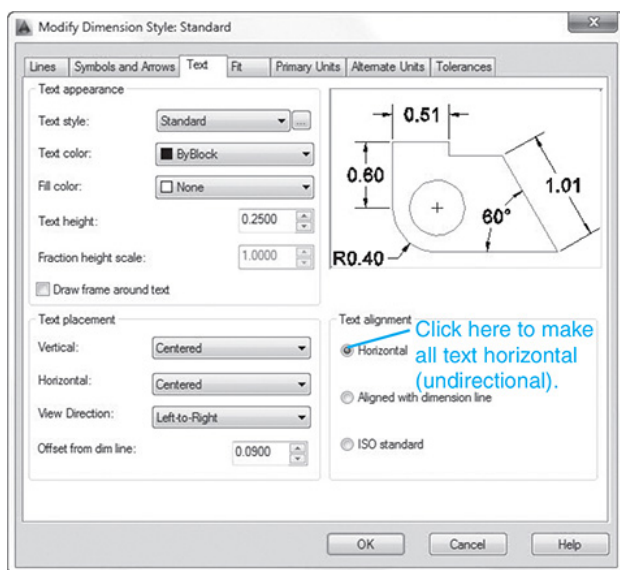 Modify Dimension Style: Standard
Lines Symbols and Arrows Text Fit Primary Units Alternate Units Tolerances
Text appearance
Text style: Standard ...
Text color: ByBlock
Fill color: None
Text height: 0.2500
Fraction height scale: 1.0000
Draw frame around text
0.51
0.60
1.01
60°
R0.40
Text placement
Vertical: Centered
Horizontal: Centered
View Direction: Left-to-Right
Offset from dim line: 0.0900
Text alignment
Click here to make
all text horizontal
(undirectional).
Horizontal
Aligned with dimension line
ISO standard
OK Cancel Help